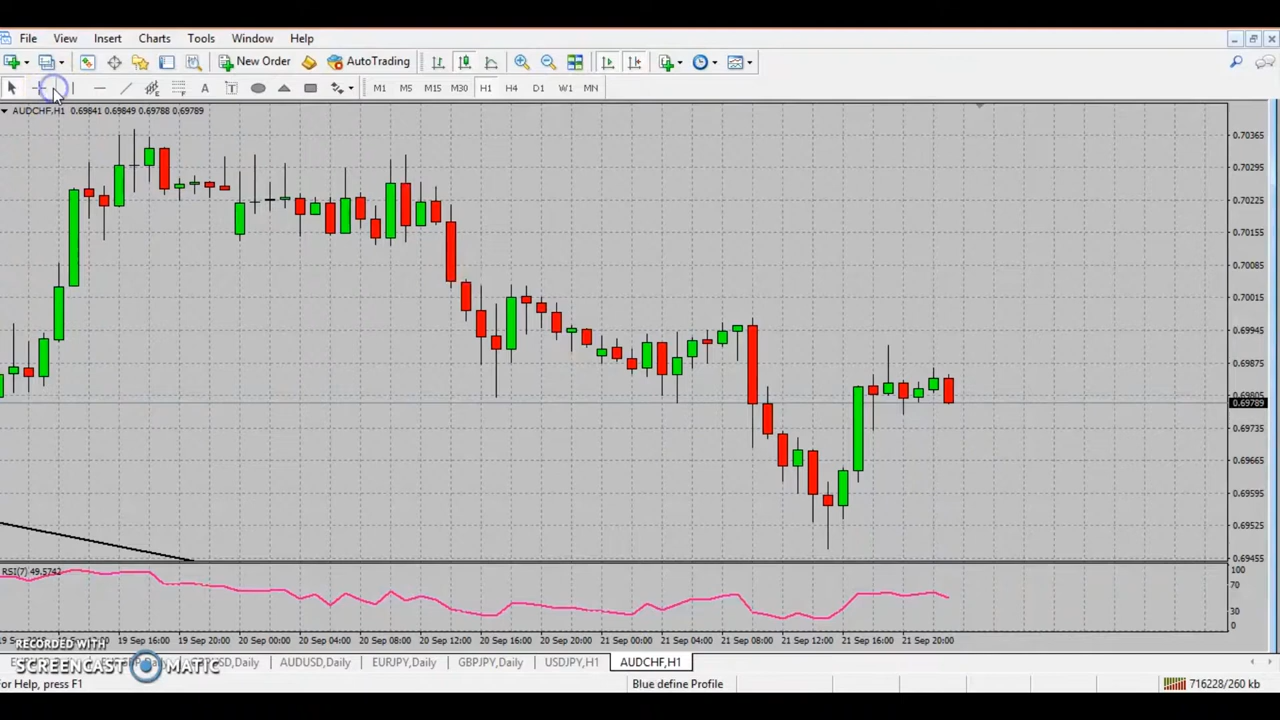 File View Insert Charts Tools Window Help
New Order AutoTrading
A T M1 M5 M15 M30 H1 H4 D1 W1 MN
AUDCHF,H1 0.69841 0.69849 0.69788 0.69789
0.70365
0.70295
0.70225
0.70155
0.70085
0.70015
0.69945
0.69875
0.69805
0.69789
0.69735
0.69665
0.69595
0.69525
0.69455
RSI(7) 49.5742
100
70
30
0
19 Sep 16:00 19 Sep 20:00 20 Sep 00:00 20 Sep 04:00 20 Sep 08:00 20 Sep 12:00 20 Sep 16:00 20 Sep 20:00 21 Sep 00:00 21 Sep 04:00 21 Sep 08:00 21 Sep 12:00 21 Sep 16:00 21 Sep 20:00
RECORDED WITH
SCREENCAST MATIC
AUDUSD,Daily EURJPY,Daily GBPJPY,Daily USDJPY,H1 AUDCHF,H1
For Help, press F1 Blue define Profile 716228/260 kb